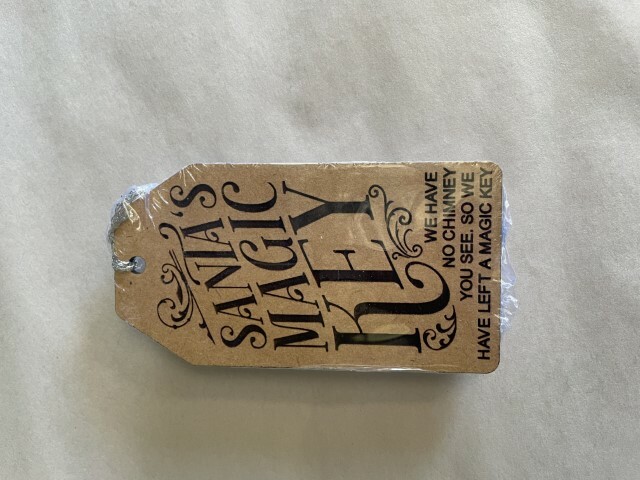 SANTA'S
MAGIC
KEY
WE HAVE
NO CHIMNEY
YOU SEE. SO WE
HAVE LEFT A MAGIC KEY